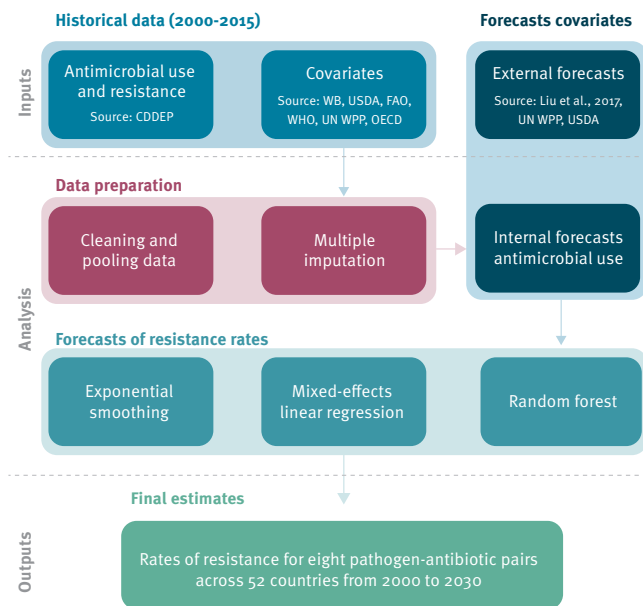 Historical data (2000-2015)
Forecasts covariates
Inputs
Antimicrobial use
and resistance
Source: CDDEP
Covariates
Source: WB, USDA, FAO,
WHO, UN WPP, OECD
External forecasts
Source: Liu et al., 2017,
UN WPP, USDA
Analysis
Data preparation
Cleaning and
pooling data
Multiple
imputation
Internal forecasts
antimicrobial use
Forecasts of resistance rates
Exponential
smoothing
Mixed-effects
linear regression
Random forest
Outputs
Final estimates
Rates of resistance for eight pathogen-antibiotic pairs
across 52 countries from 2000 to 2030